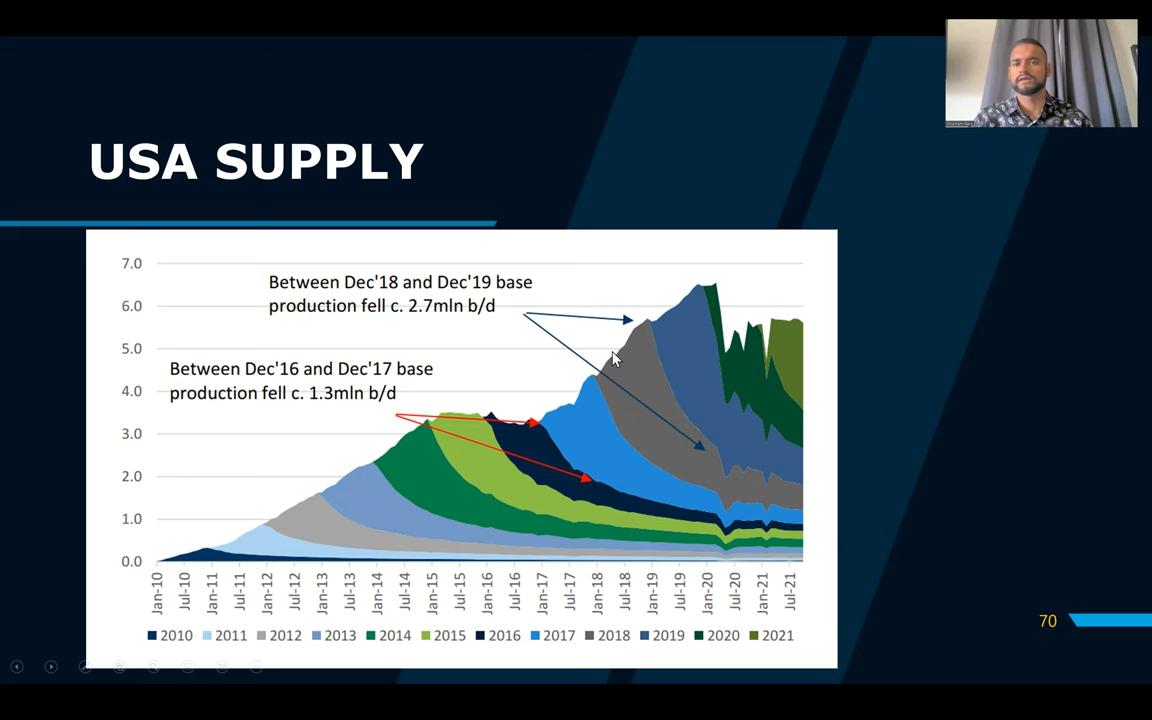 USA SUPPLY
7.0
6.0
5.0
4.0
3.0
2.0
1.0
0.0
Between Dec'18 and Dec'19 base
production fell c. 2.7mln b/d
Between Dec'16 and Dec'17 base
production fell c. 1.3mln b/d
Jan-10
Jul-10
Jan-11
Jul-11
Jan-12
Jul-12
Jan-13
Jul-13
Jan-14
Jul-14
Jan-15
Jul-15
Jan-16
Jul-16
Jan-17
Jul-17
Jan-18
Jul-18
Jan-19
Jul-19
Jan-20
Jul-20
Jan-21
Jul-21
2010 2011 2012 2013 2014 2015 2016 2017 2018 2019 2020 2021
70